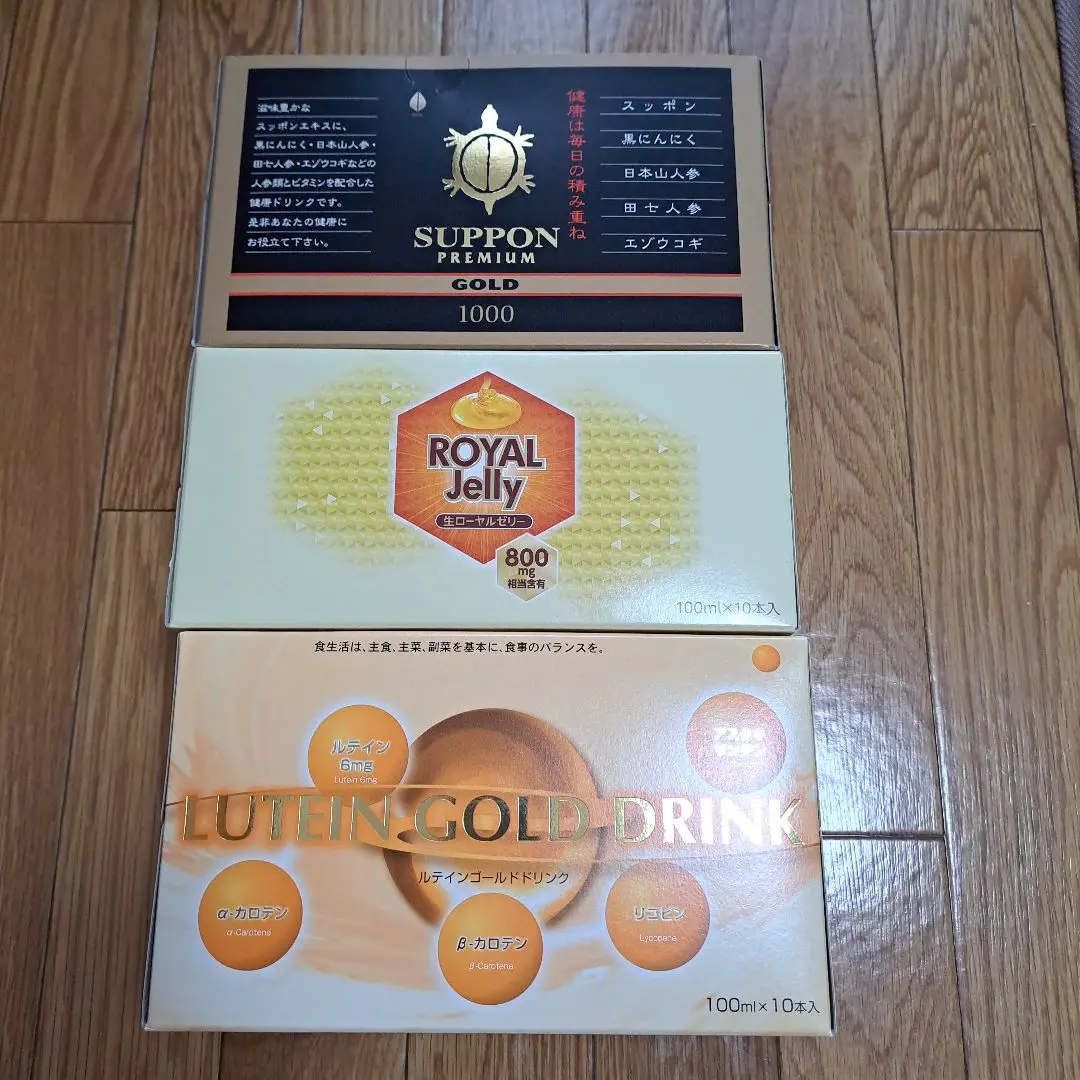 滋味豊かな
スッポンエキスに、
黒にんにく・日本山人参・
田七人参・エゾウコギなどの
人参類とビタミンを配合した
健康ドリンクです。
是非あなたの健康に
お役立て下さい。
SUPPON
PREMIUM
GOLD
1000
健康は毎日の積み重ね
スッポン
黒にんにく
日本山人参
田七人参
エゾウコギ
ROYAL
Jelly
生ローヤルゼリー
800
mg
相当含有
100ml×10本入
食生活は、主食、主菜、副菜を基本に、食事のバランスを。
ルテイン
6mg
Lutein 6mg
アスタキ
サンチン
LUTEIN GOLD DRINK
ルテインゴールドドリンク
α-カロテン
α-Carotene
β-カロテン
β-Carotene
リコピン
Lycopene
100ml×10本入